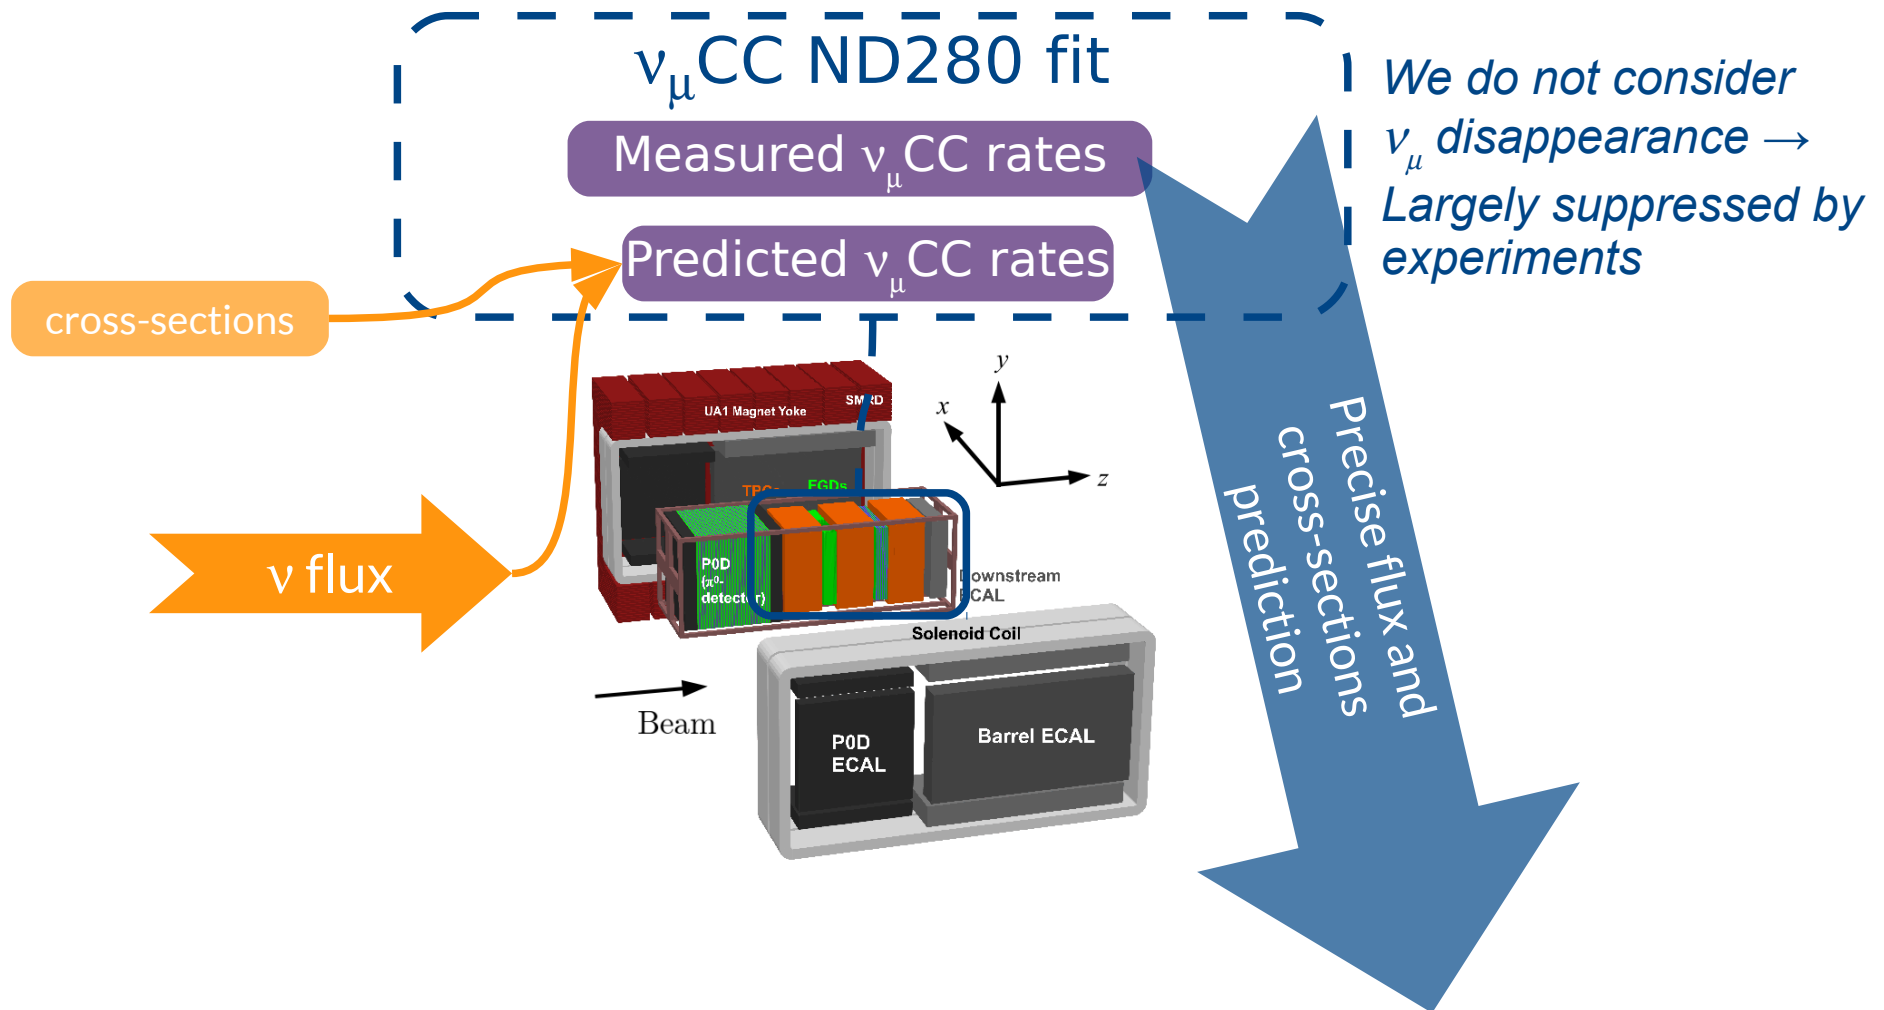 νμCC ND280 fit
We do not consider
νμ disappearance →
Largely suppressed by
experiments
Measured νμCC rates
Predicted νμCC rates
cross-sections
ν flux
UA1 Magnet Yoke
SMRD
y
x
z
TPCs
FGDs
P0D
(π⁰-
detector)
Downstream
ECAL
Solenoid Coil
Beam
P0D
ECAL
Barrel ECAL
Precise flux and
cross-sections
prediction